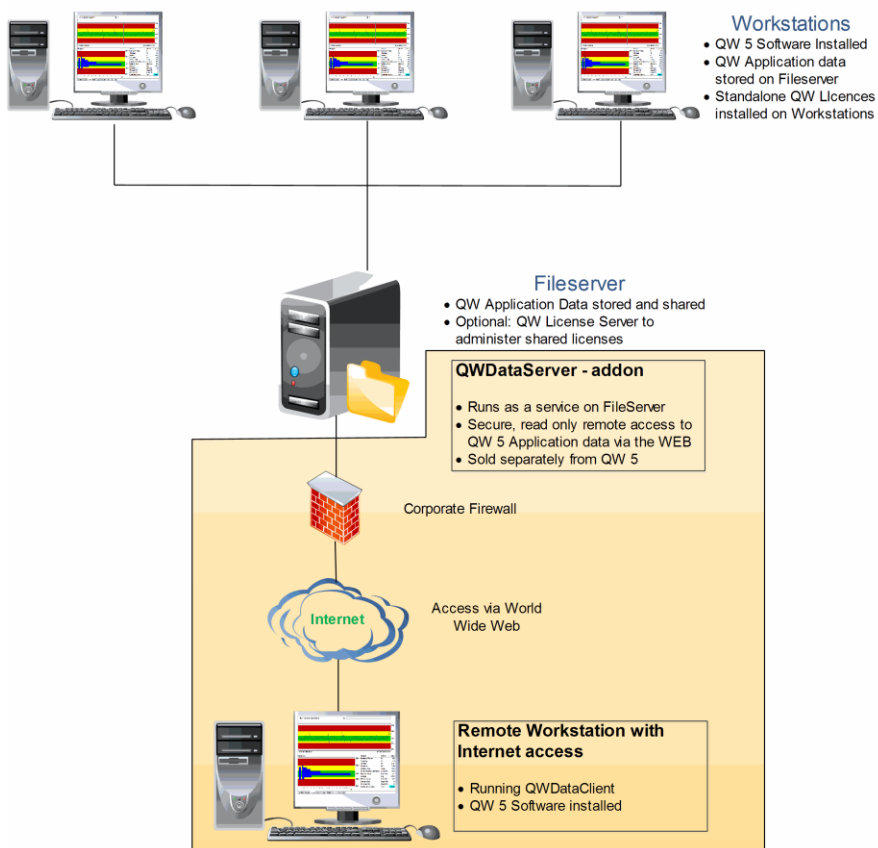 Workstations
• QW 5 Software Installed
• QW Application data
stored on Fileserver
• Standalone QW LIcences
installed on Workstations
Fileserver
• QW Application Data stored and shared
• Optional: QW License Server to
administer shared licenses
QWDataServer - addon
• Runs as a service on FileServer
• Secure, read only remote access to
QW 5 Application data via the WEB
• Sold separately from QW 5
Corporate Firewall
Internet
Access via World
Wide Web
Remote Workstation with
Internet access
• Running QWDataClient
• QW 5 Software installed